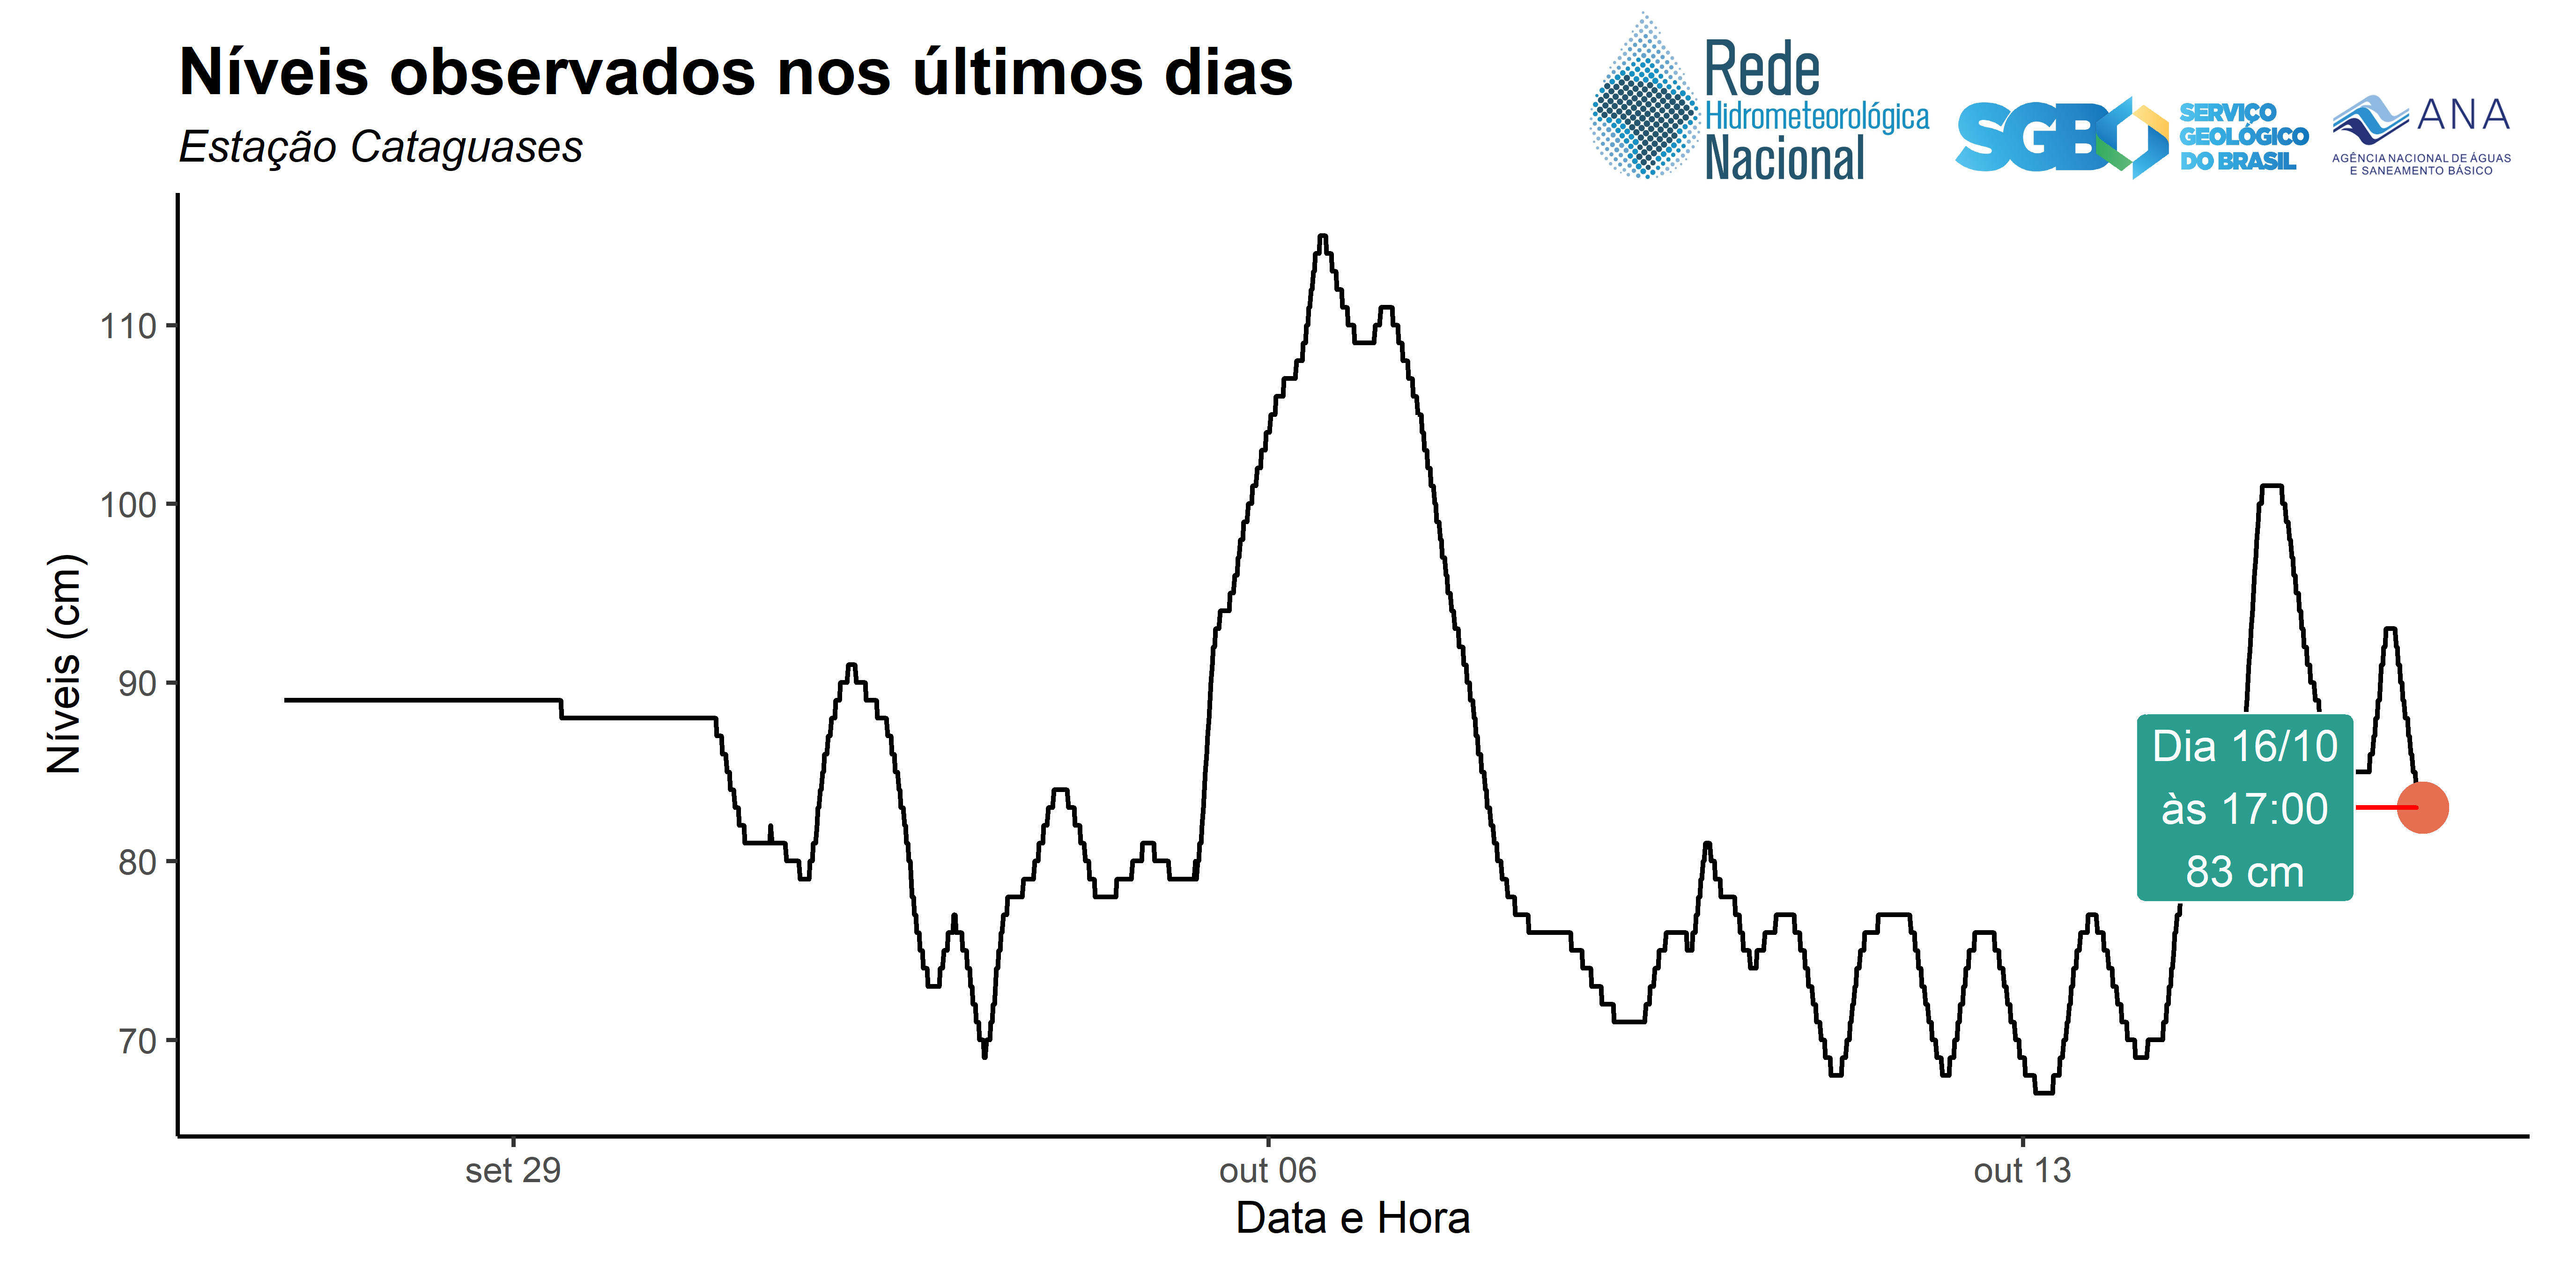 Níveis observados nos últimos dias
Estação Cataguases
Rede
Hidrometeorológica
Nacional
SGB
SERVIÇO
GEOLÓGICO
DO BRASIL
ANA
AGÊNCIA NACIONAL DE ÁGUAS
E SANEAMENTO BÁSICO
Níveis (cm)
110
100
90
80
70
Dia 16/10
às 17:00
83 cm
set 29
out 06
out 13
Data e Hora